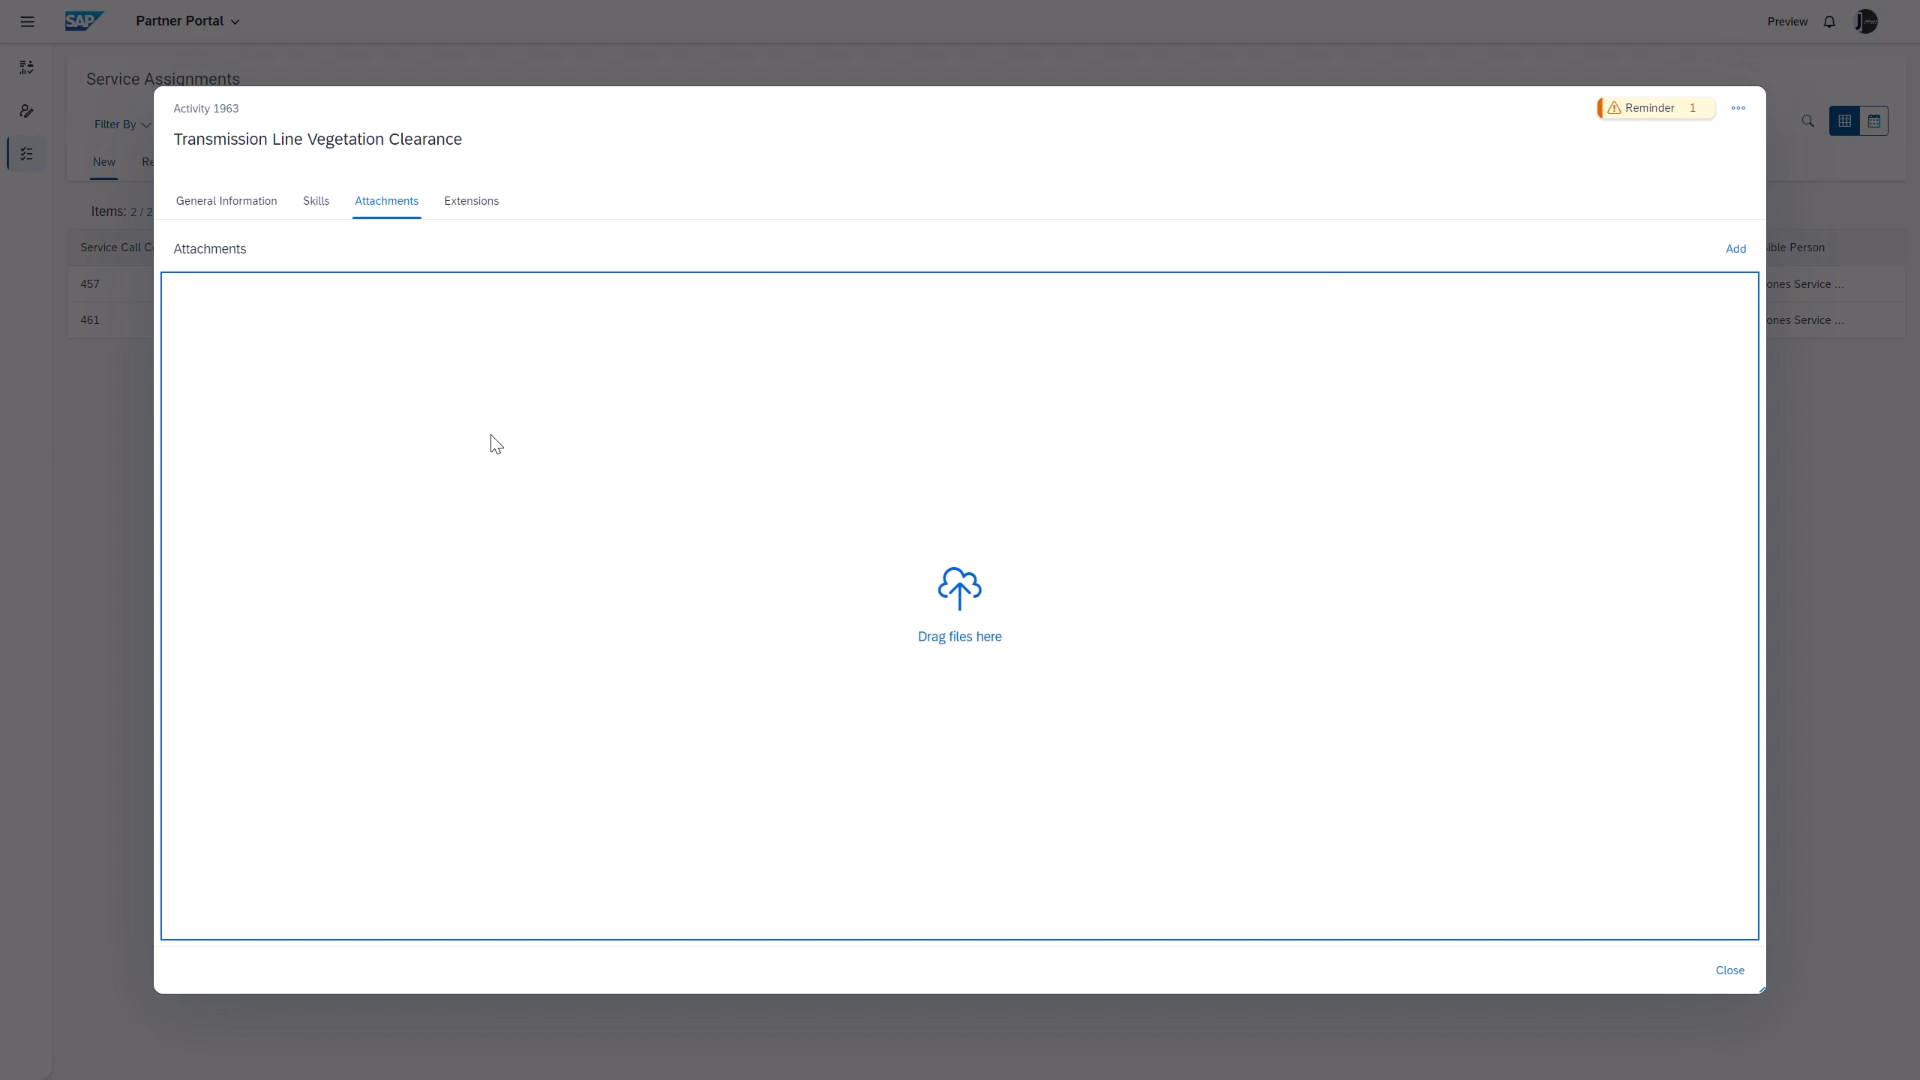 SAP
Partner Portal
Preview
Service Assignments
Activity 1963
Reminder 1
Transmission Line Vegetation Clearance
Filter By
New
General Information Skills Attachments Extensions
Items: 2 / 2
Attachments
Add
Service Call
457
461
ible Person
ones Service ...
ones Service ...
Drag files here
Close